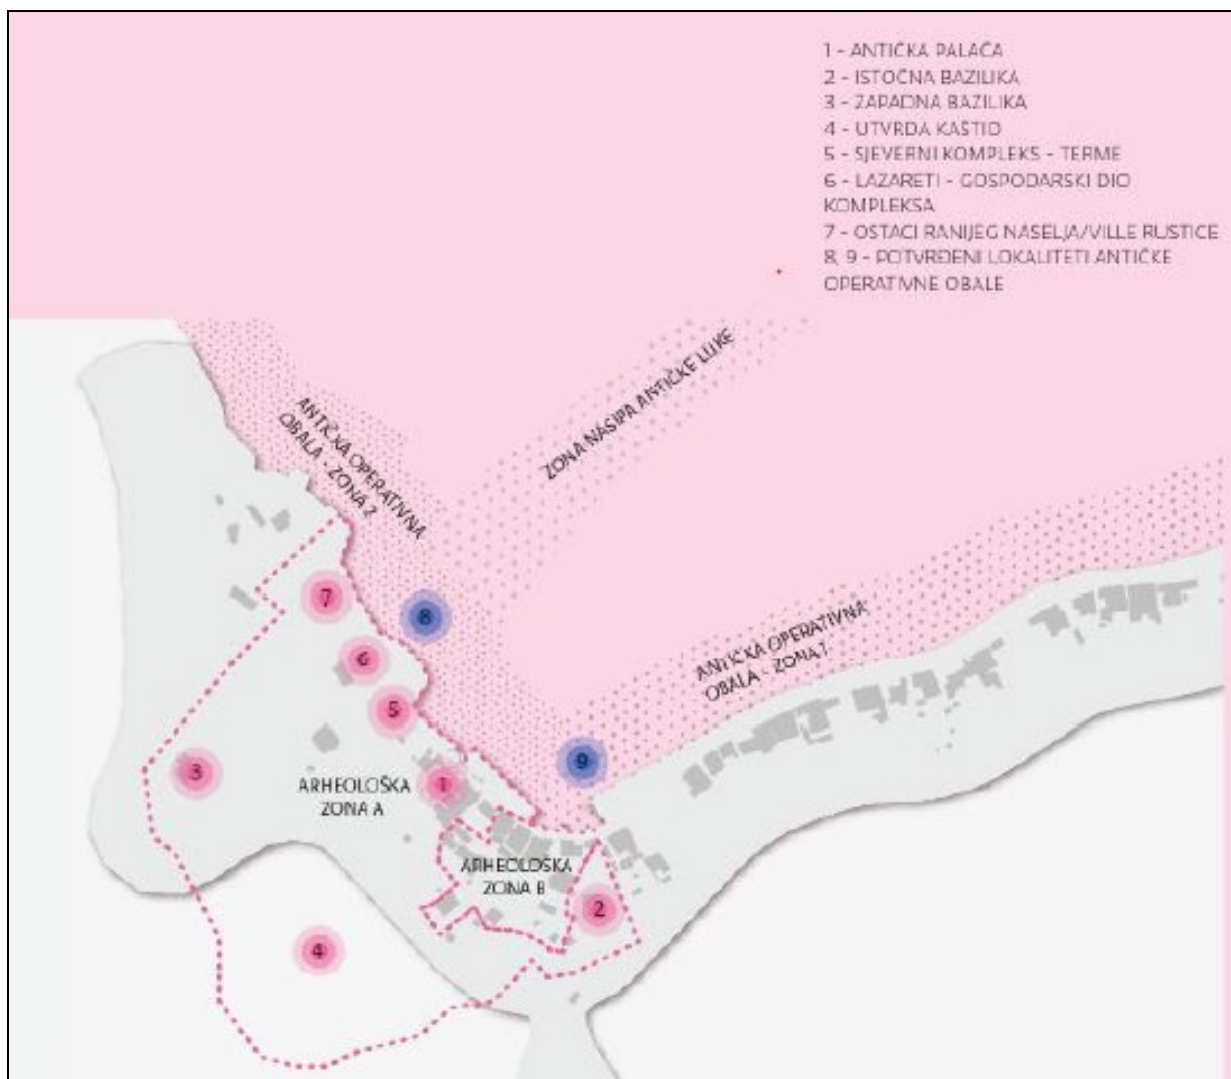 1 - ANTIČKA PALAČA
2 - ISTOČNA BAZILIKA
3 - ZAPADNA BAZILIKA
4 - UTVRDA KAŠTIO
5 - SJEVERNI KOMPLEKS - TERME
6 - LAZARETI - GOSPODARSKI DIO
KOMPLEKSA
7 - OSTACI RANIJEG NASELJA/VILLE RUSTICE
8, 9 - POTVRĐENI LOKALITETI ANTIČKE
OPERATIVNE OBALE
ZONA NASIPA ANTIČKE LUKE
ANTIČKA OPERATIVNA
OBALA - ZONA 2
7
8
6
ANTIČKA OPERATIVNA
OBALA - ZONA 1
5
9
3
1
ARHEOLOŠKA
ZONA A
ARHEOLOŠKA
ZONA B
2
4